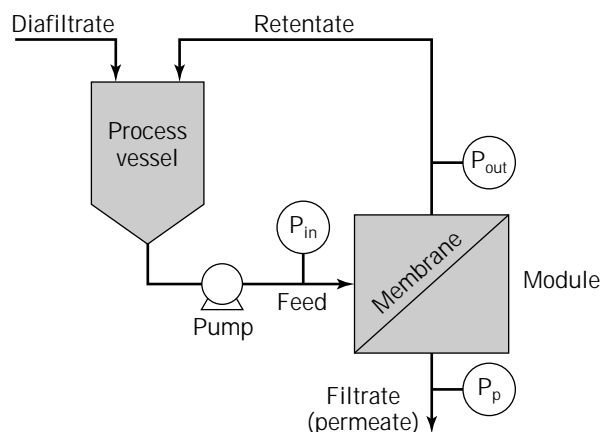 Diafiltrate
Retentate
Process
vessel
P_out
P_in
Membrane
Module
Feed
Pump
P_p
Filtrate
(permeate)